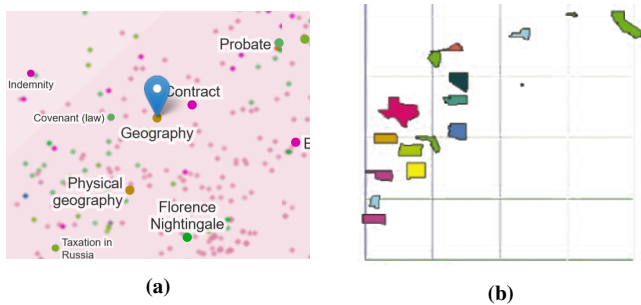 Probate
Indemnity
Contract
Covenant (law)
Geography
E
Physical
geography
Florence
Nightingale
Taxation in
Russia
(a)
(b)